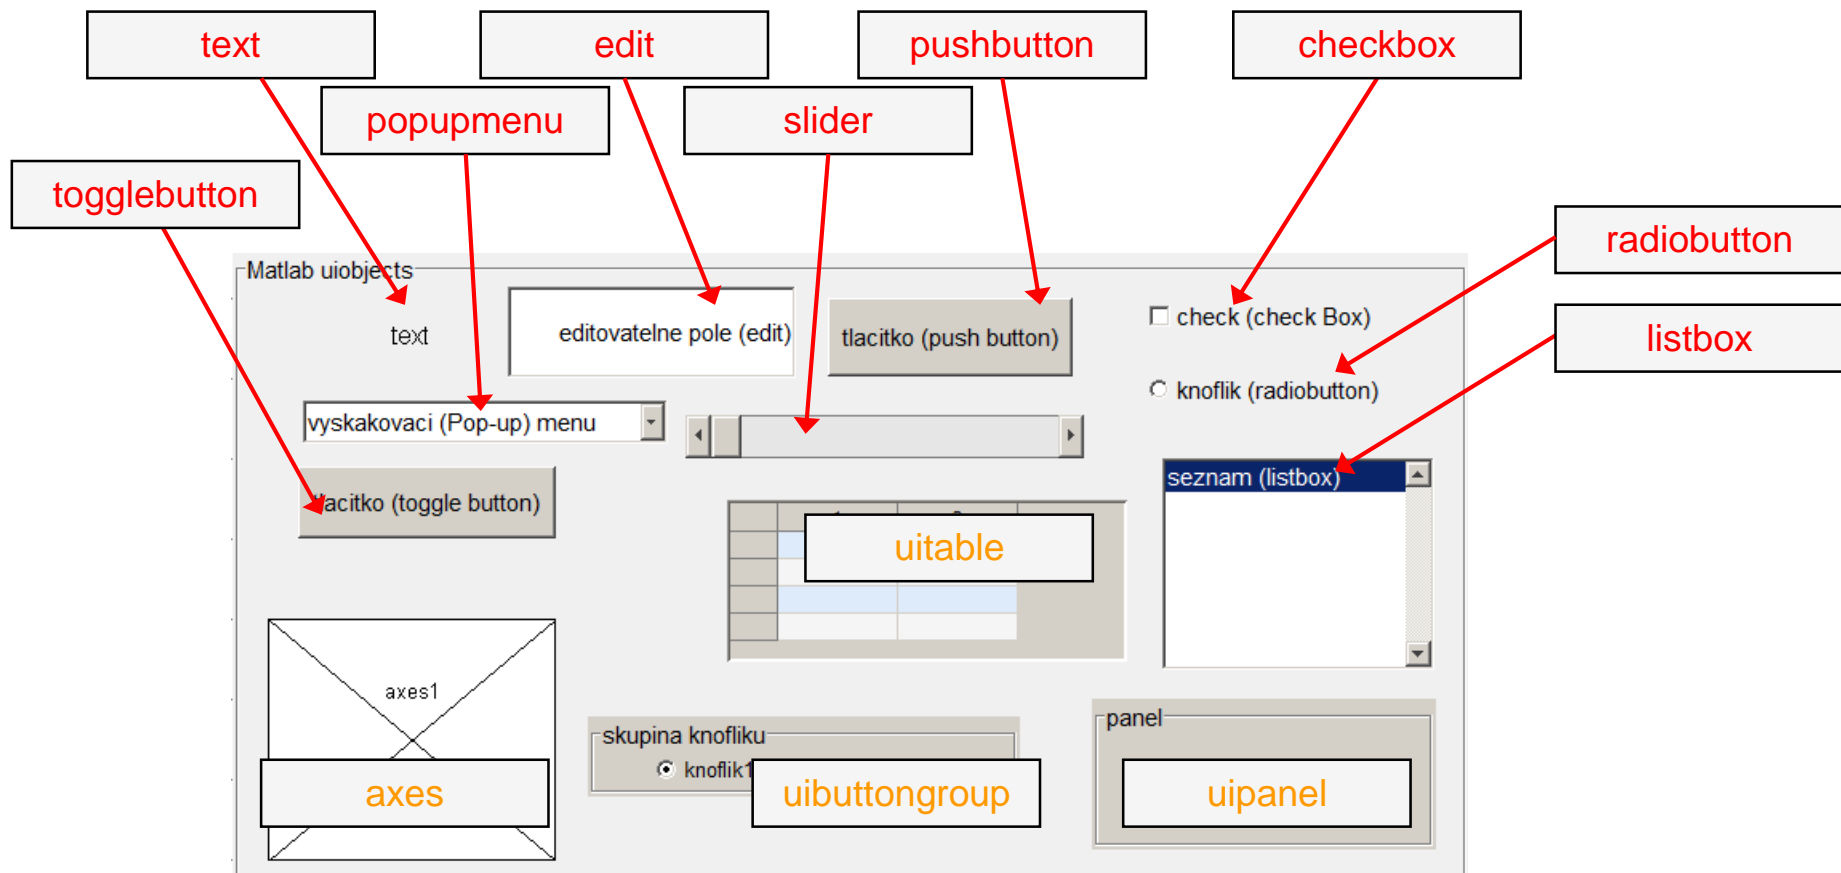 text
edit
pushbutton
checkbox
popupmenu
slider
togglebutton
radiobutton
Matlab uiobjects
text
editovatelne pole (edit)
tlacitko (push button)
check (check Box)
listbox
knoflik (radiobutton)
vyskakovaci (Pop-up) menu
seznam (listbox)
tlacitko (toggle button)
uitable
axes1
panel
skupina knofliku
knoflik1
axes
uibuttongroup
uipanel